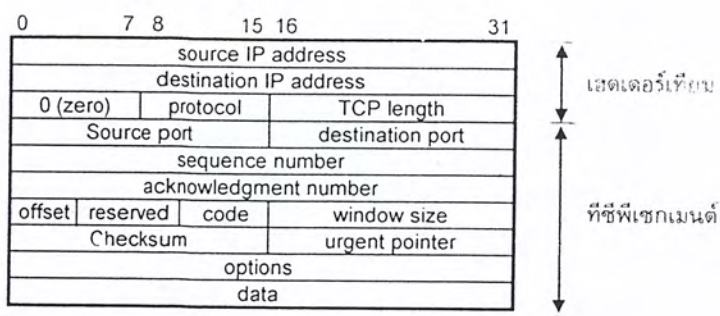 0 7 8 15 16 31
source IP address
destination IP address
0 (zero) protocol TCP length
Source port destination port
sequence number
acknowledgment number
offset reserved code window size
Checksum urgent pointer
options
data
เฮดเดอร์เทียม
ทีซีพีเซกเมนต์